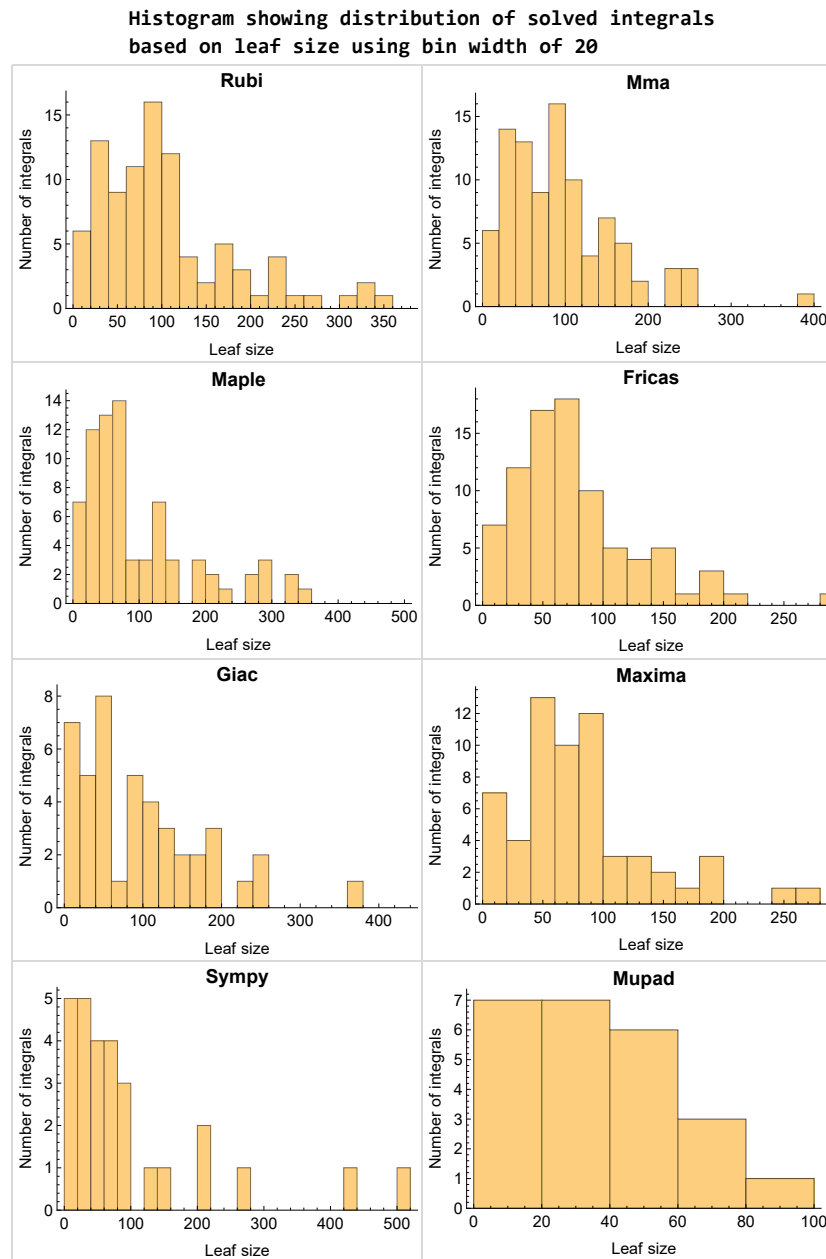 Histogram showing distribution of solved integrals
based on leaf size using bin width of 20
Rubi
Number of integrals
15
10
5
0
0 50 100 150 200 250 300 350
Leaf size
Mma
Number of integrals
15
10
5
0
0 100 200 300 400
Leaf size
Maple
Number of integrals
14
12
10
8
6
4
2
0
0 100 200 300 400 500
Leaf size
Fricas
Number of integrals
15
10
5
0
0 50 100 150 200 250
Leaf size
Giac
Number of integrals
8
6
4
2
0
0 100 200 300 400
Leaf size
Maxima
Number of integrals
12
10
8
6
4
2
0
0 50 100 150 200 250
Leaf size
Sympy
Number of integrals
5
4
3
2
1
0
0 100 200 300 400 500
Leaf size
Mupad
Number of integrals
7
6
5
4
3
2
1
0
0 20 40 60 80 100
Leaf size